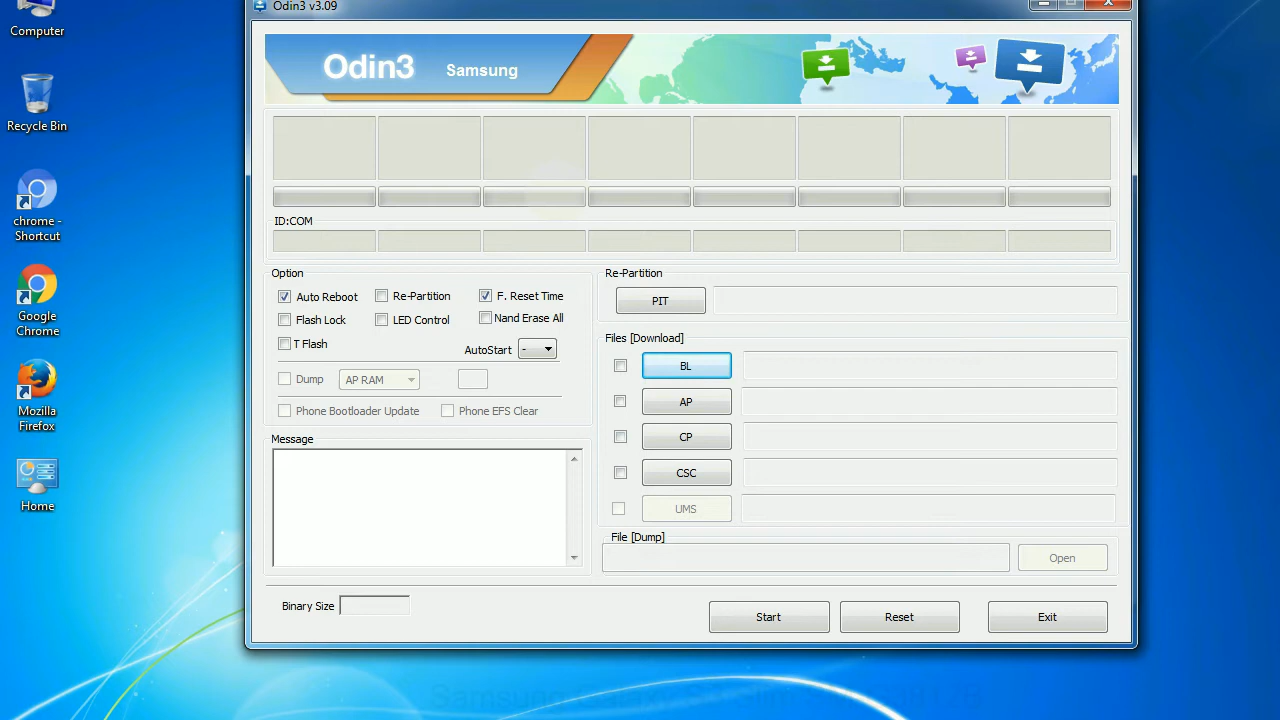 Odin3 v3.09
Computer
Recycle Bin
chrome -
Shortcut
Google
Chrome
Mozilla
Firefox
Home
Odin3 Samsung
ID:COM
Option
Auto Reboot Re-Partition F. Reset Time
Flash Lock LED Control Nand Erase All
T Flash AutoStart -
Dump AP RAM
Phone Bootloader Update Phone EFS Clear
Message
Re-Partition
PIT
Files [Download]
BL
AP
CP
CSC
UMS
File [Dump]
Open
Binary Size
Start Reset Exit
Samsung Galaxy